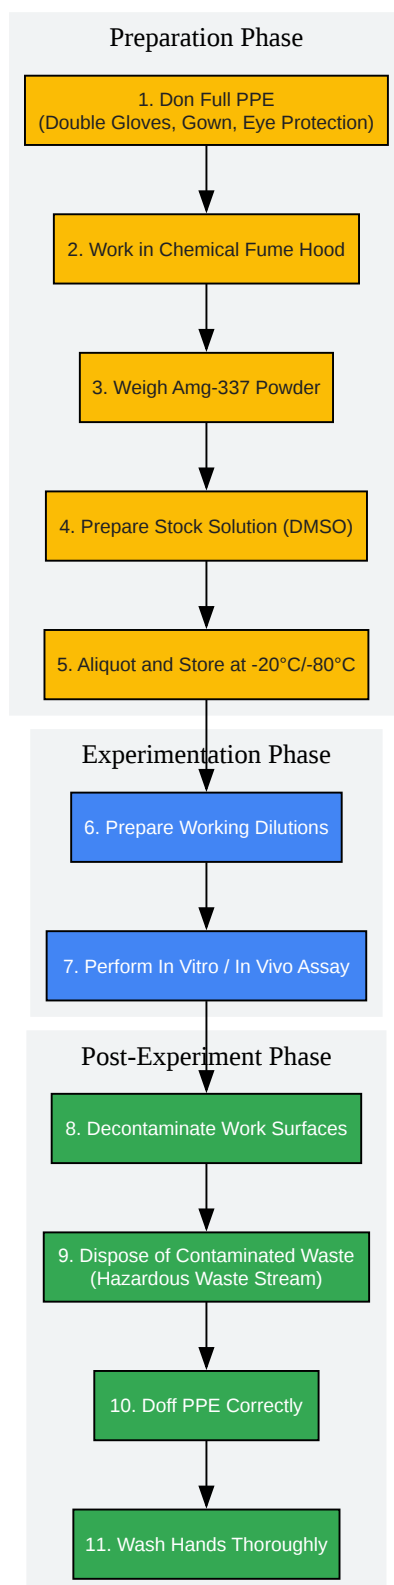 Preparation Phase
1. Don Full PPE
(Double Gloves, Gown, Eye Protection)
2. Work in Chemical Fume Hood
3. Weigh Amg-337 Powder
4. Prepare Stock Solution (DMSO)
5. Aliquot and Store at -20°C/-80°C
Experimentation Phase
6. Prepare Working Dilutions
7. Perform In Vitro / In Vivo Assay
Post-Experiment Phase
8. Decontaminate Work Surfaces
9. Dispose of Contaminated Waste
(Hazardous Waste Stream)
10. Doff PPE Correctly
11. Wash Hands Thoroughly